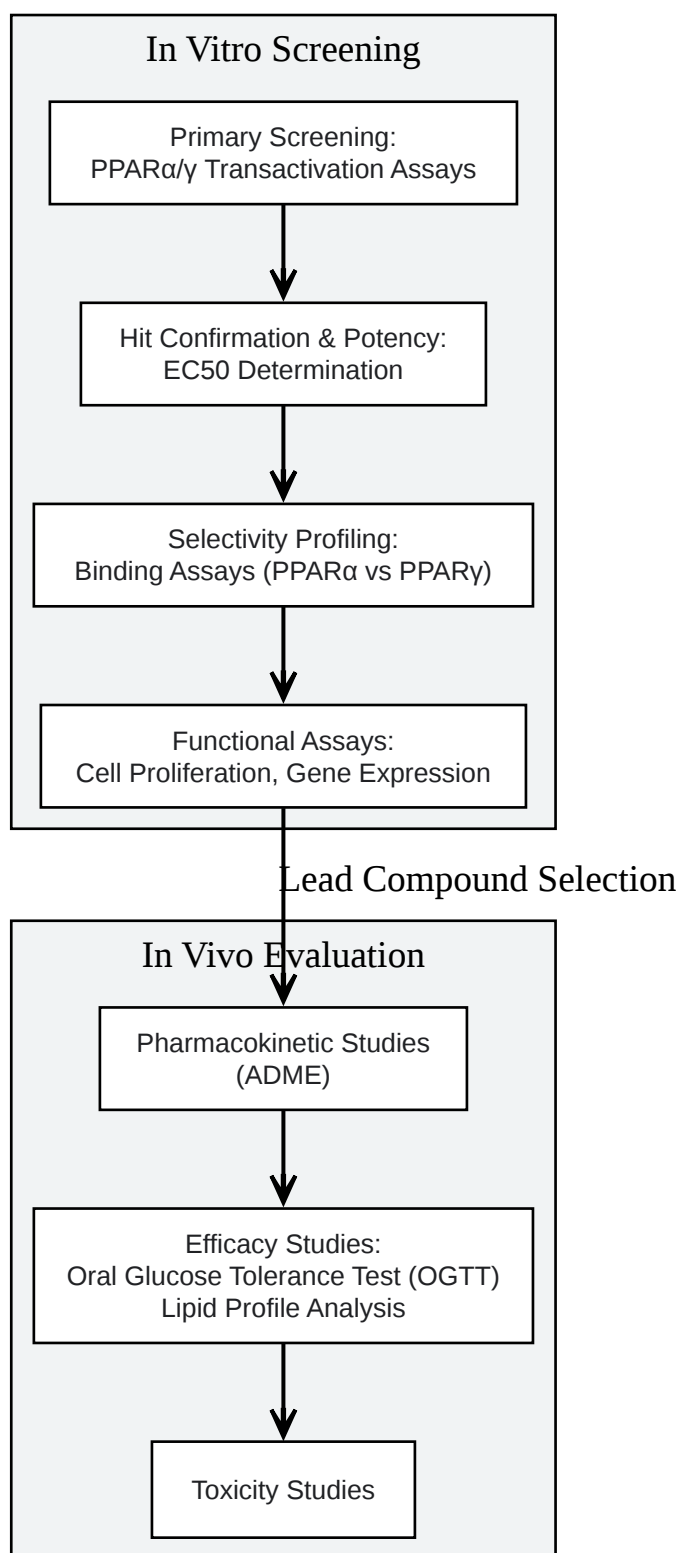 In Vitro Screening
Primary Screening:
PPARα/γ Transactivation Assays
Hit Confirmation & Potency:
EC50 Determination
Selectivity Profiling:
Binding Assays (PPARα vs PPARγ)
Functional Assays:
Cell Proliferation, Gene Expression
Lead Compound Selection
In Vivo Evaluation
Pharmacokinetic Studies
(ADME)
Efficacy Studies:
Oral Glucose Tolerance Test (OGTT)
Lipid Profile Analysis
Toxicity Studies